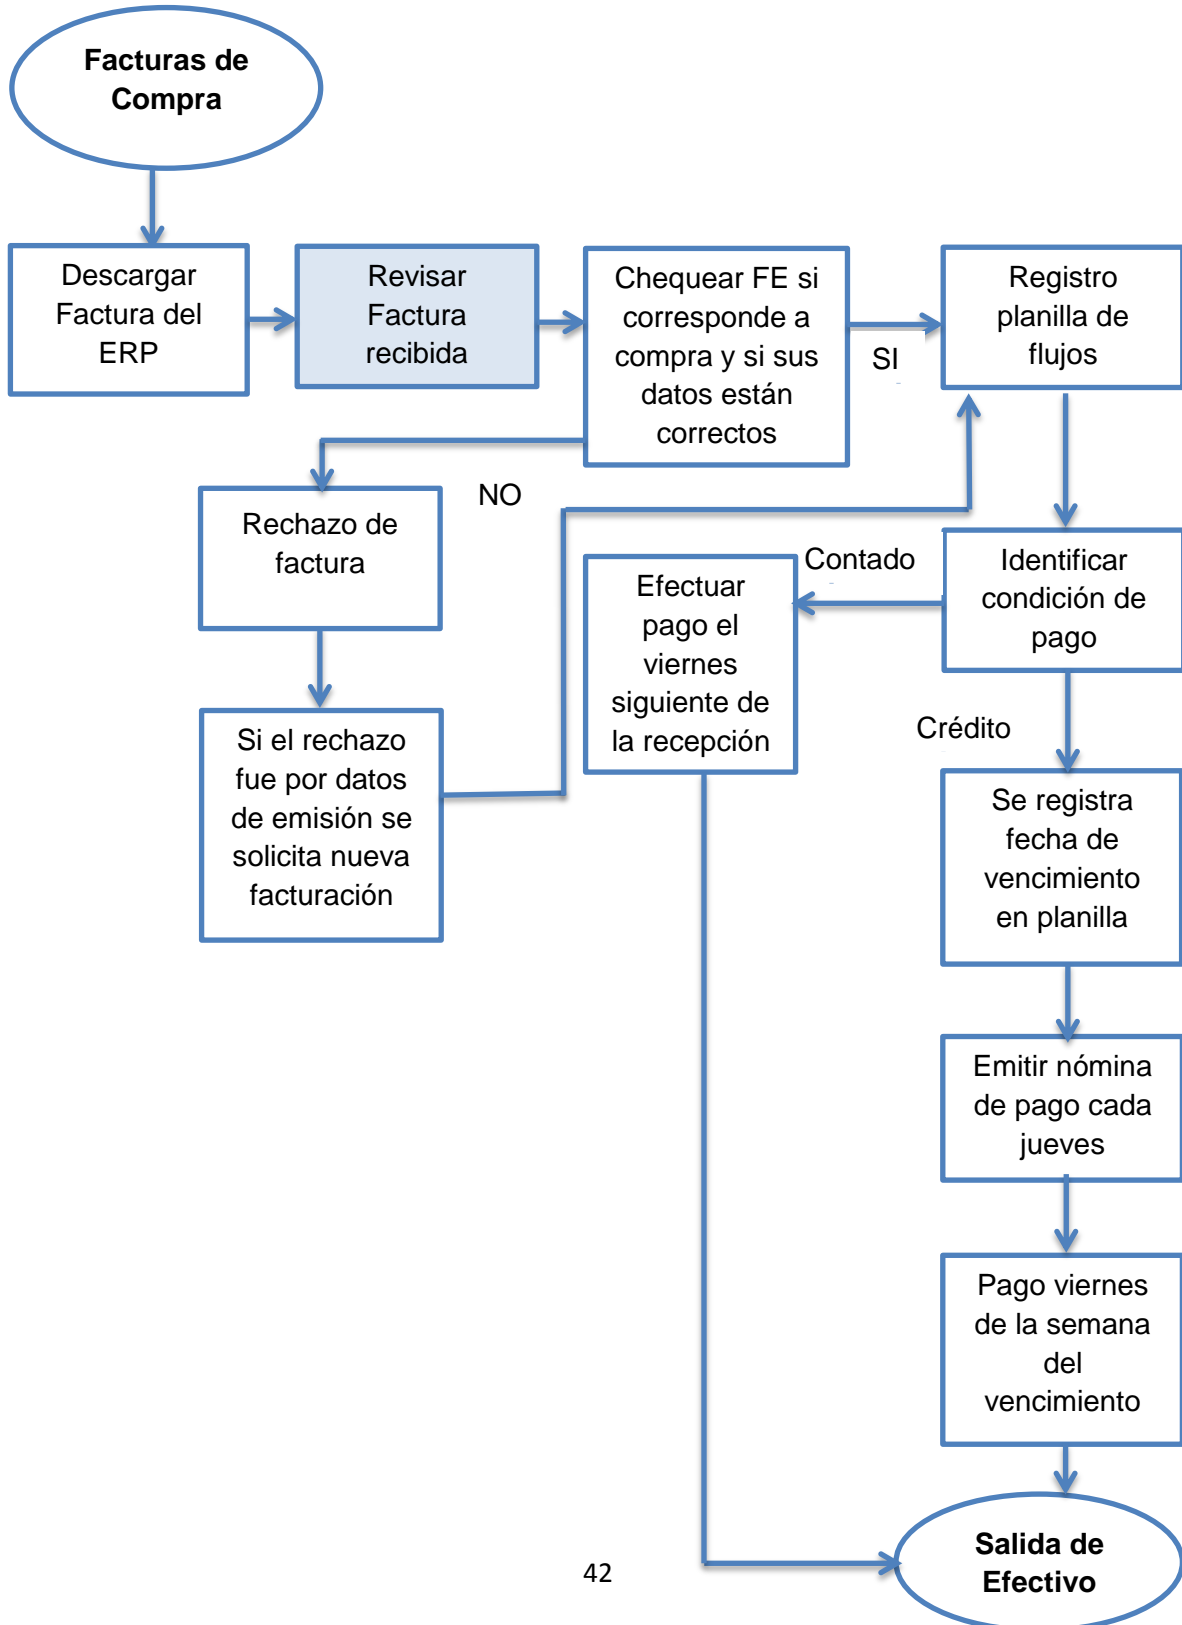 Facturas de
Compra
Descargar
Factura del
ERP
Revisar
Factura
recibida
Chequear FE si
corresponde a
compra y si sus
datos están
correctos
SI
Registro
planilla de
flujos
NO
Rechazo de
factura
Si el rechazo
fue por datos
de emisión se
solicita nueva
facturación
Identificar
condición de
pago
Contado
Efectuar
pago el
viernes
siguiente de
la recepción
Crédito
Se registra
fecha de
vencimiento
en planilla
Emitir nómina
de pago cada
jueves
Pago viernes
de la semana
del
vencimiento
Salida de
Efectivo
42